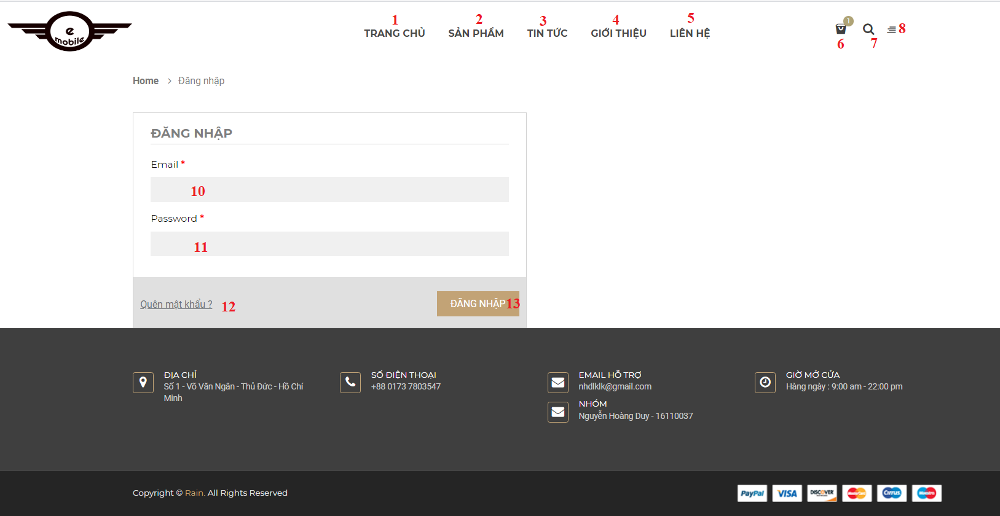 1 2 3 4 5
TRANG CHỦ SẢN PHẨM TIN TỨC GIỚI THIỆU LIÊN HỆ
1
8
6 7
e
mobile
Home > Đăng nhập
ĐĂNG NHẬP
Email *
10
Password *
11
Quên mật khẩu ? 12
ĐĂNG NHẬP 13
ĐỊA CHỈ
Số 1 - Võ Văn Ngân - Thủ Đức - Hồ Chí
Minh
SỐ ĐIỆN THOẠI
+88 0173 7803547
EMAIL HỖ TRỢ
nhdlklk@gmail.com
NHÓM
Nguyễn Hoàng Duy - 16110037
GIỜ MỞ CỬA
Hàng ngày : 9:00 am - 22:00 pm
Copyright © Rain. All Rights Reserved
PayPal VISA DISCOVER MasterCard Cirrus Maestro